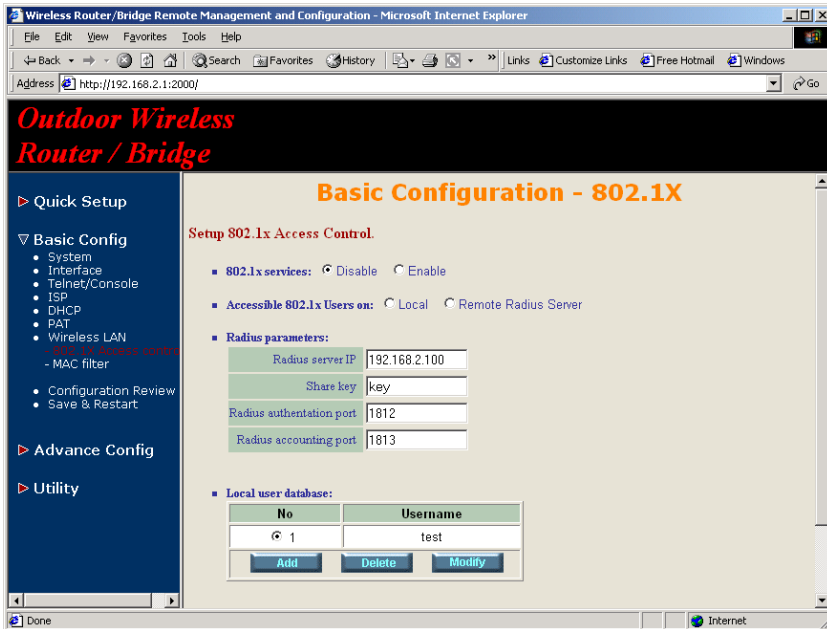 Wireless Router/Bridge Remote Management and Configuration - Microsoft Internet Explorer
File Edit View Favorites Tools Help
Back Search Favorites History » Links Customize Links Free Hotmail Windows
Address http://192.168.2.1:2000/ Go
Outdoor Wireless
Router / Bridge
Quick Setup
Basic Config
System
Interface
Telnet/Console
ISP
DHCP
PAT
Wireless LAN
- 802.1X Access contro
- MAC filter
Configuration Review
Save & Restart
Advance Config
Utility
Basic Configuration - 802.1X
Setup 802.1x Access Control.
802.1x services: Disable Enable
Accessible 802.1x Users on: Local Remote Radius Server
Radius parameters:
Radius server IP 192.168.2.100
Share key key
Radius authentation port 1812
Radius accounting port 1813
Local user database:
No Username
1 test
Add Delete Modify
Done Internet